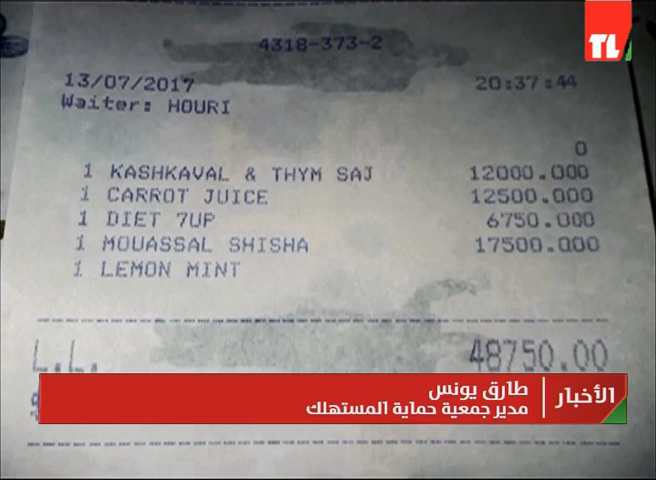 TL
4318-373-2
13/07/2017 20:37:44
Waiter: HOURI
0
1 KASHKAVAL & THYM SAJ 12000.000
1 CARROT JUICE 12500.000
1 DIET 7UP 6750.000
1 MOUASSAL SHISHA 17500.000
1 LEMON MINT
L.L. 48750.00
الأخبار
طارق يونس
مدير جمعية حماية المستهلك